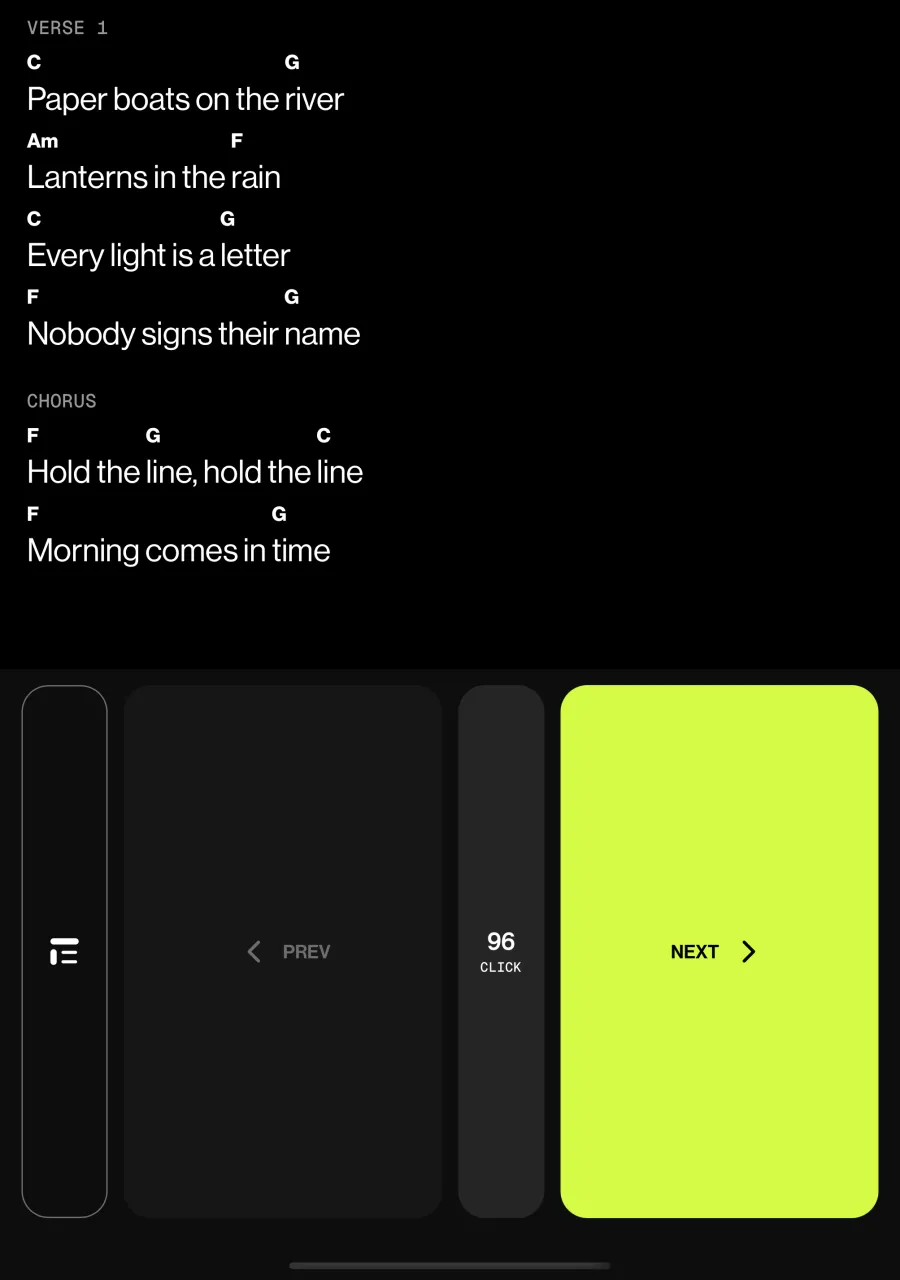 VERSE 1
C G
Paper boats on the river
Am F
Lanterns in the rain
C G
Every light is a letter
F G
Nobody signs their name
CHORUS
F G C
Hold the line, hold the line
F G
Morning comes in time
PREV
96
CLICK
NEXT